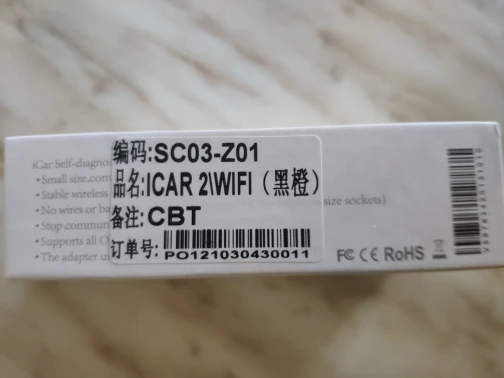 编码:SC03-Z01
品名:ICAR 2\WIFI（黑橙）
备注:CBT
订单号:
PO121030430011
iCar Self-diagno
•Small size.com
•Stable wireless
•No wires or ba
size sockets)
•Stop commun
•Supports all O
•The adapter u
FC CE RoHS